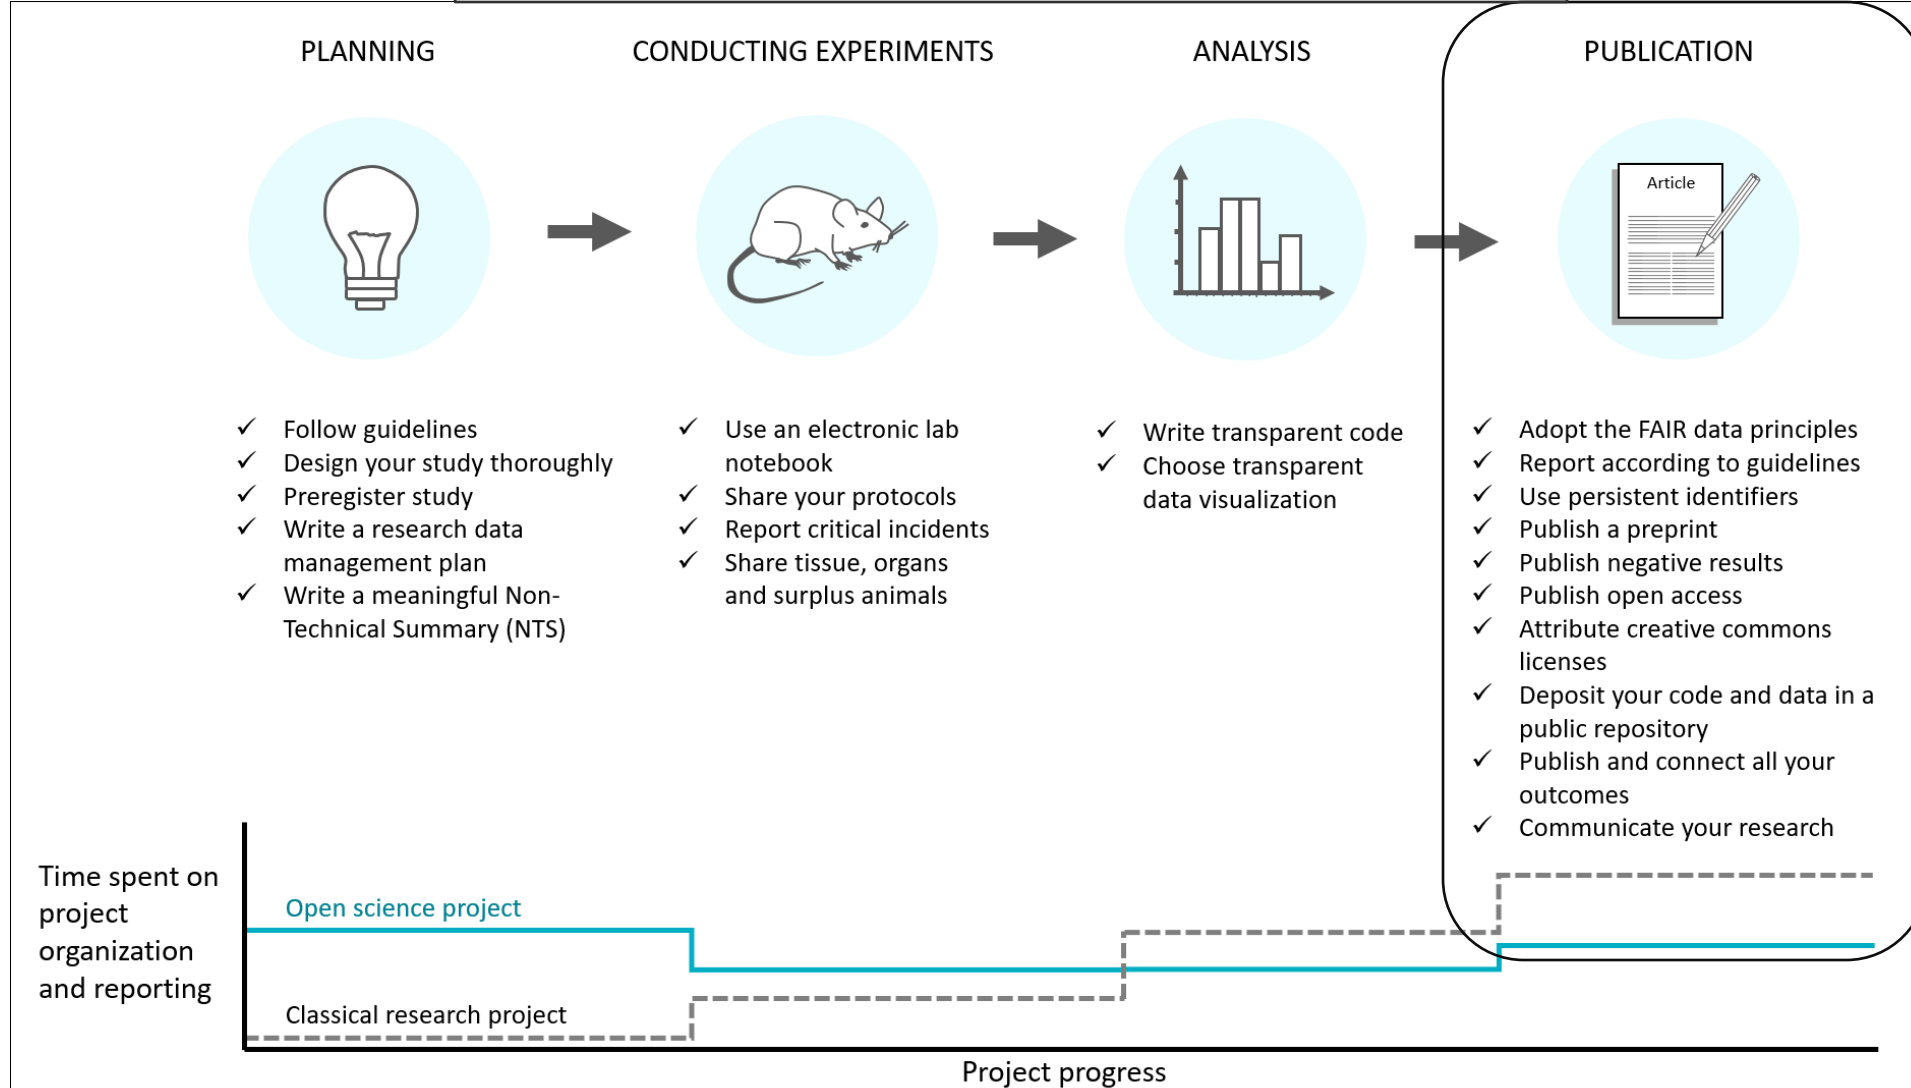 PLANNING
CONDUCTING EXPERIMENTS
ANALYSIS
PUBLICATION
Article
✓ Follow guidelines
✓ Design your study thoroughly
✓ Preregister study
✓ Write a research data
management plan
✓ Write a meaningful Non-
Technical Summary (NTS)
✓ Use an electronic lab
notebook
✓ Share your protocols
✓ Report critical incidents
✓ Share tissue, organs
and surplus animals
✓ Write transparent code
✓ Choose transparent
data visualization
✓ Adopt the FAIR data principles
✓ Report according to guidelines
✓ Use persistent identifiers
✓ Publish a preprint
✓ Publish negative results
✓ Publish open access
✓ Attribute creative commons
licenses
✓ Deposit your code and data in a
public repository
✓ Publish and connect all your
outcomes
✓ Communicate your research
Time spent on
project
organization
and reporting
Open science project
Classical research project
Project progress